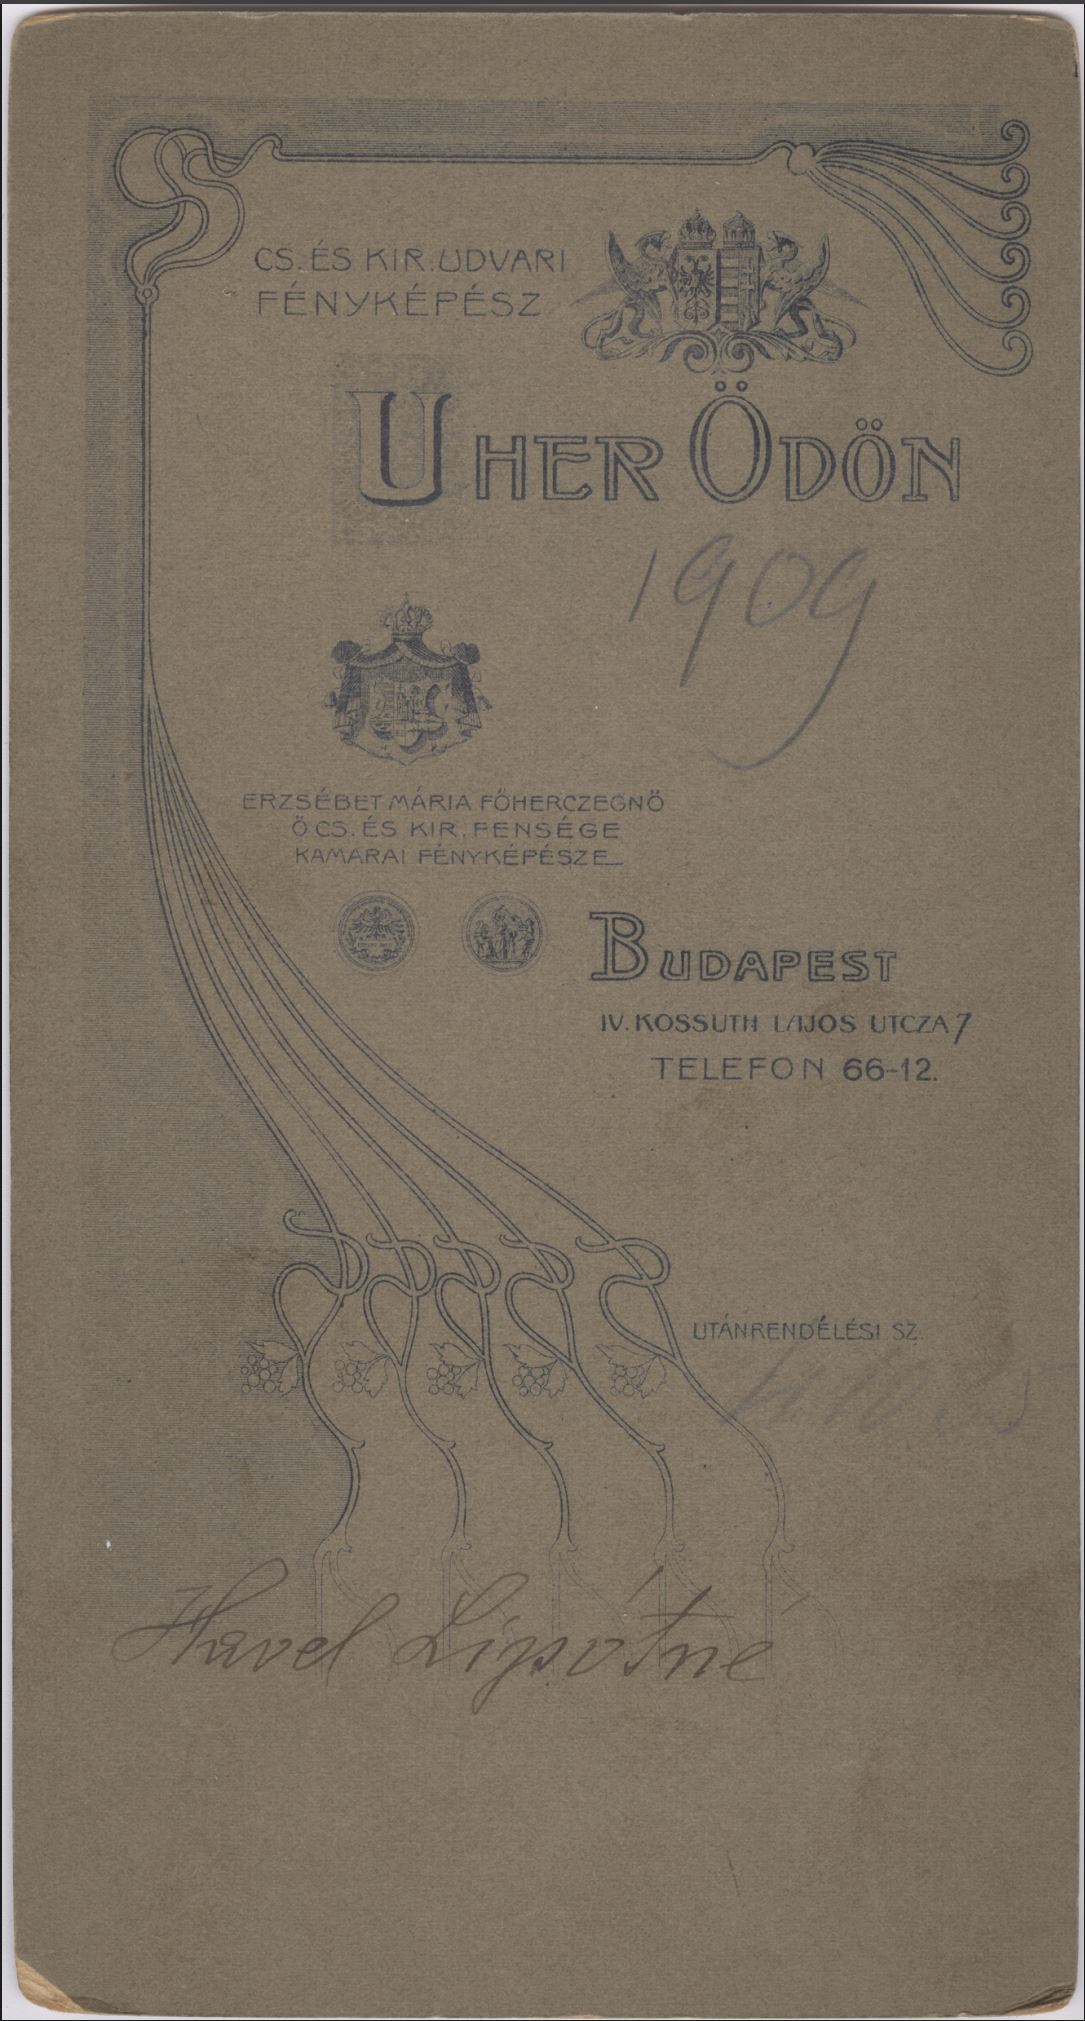 CS. ÉS KIR. UDVARI
FÉNYKÉPÉSZ
UHER ÖDÖN
1909
ERZSÉBET MÁRIA FŐHERCZEGNŐ
Ő CS. ÉS KIR. FENSÉGE
KAMARAI FÉNYKÉPÉSZE
BUDAPEST
IV. KOSSUTH LAJOS UTCZA 7
TELEFON 66-12.
UTÁNRENDELÉSI SZ.
Havel Lipótné